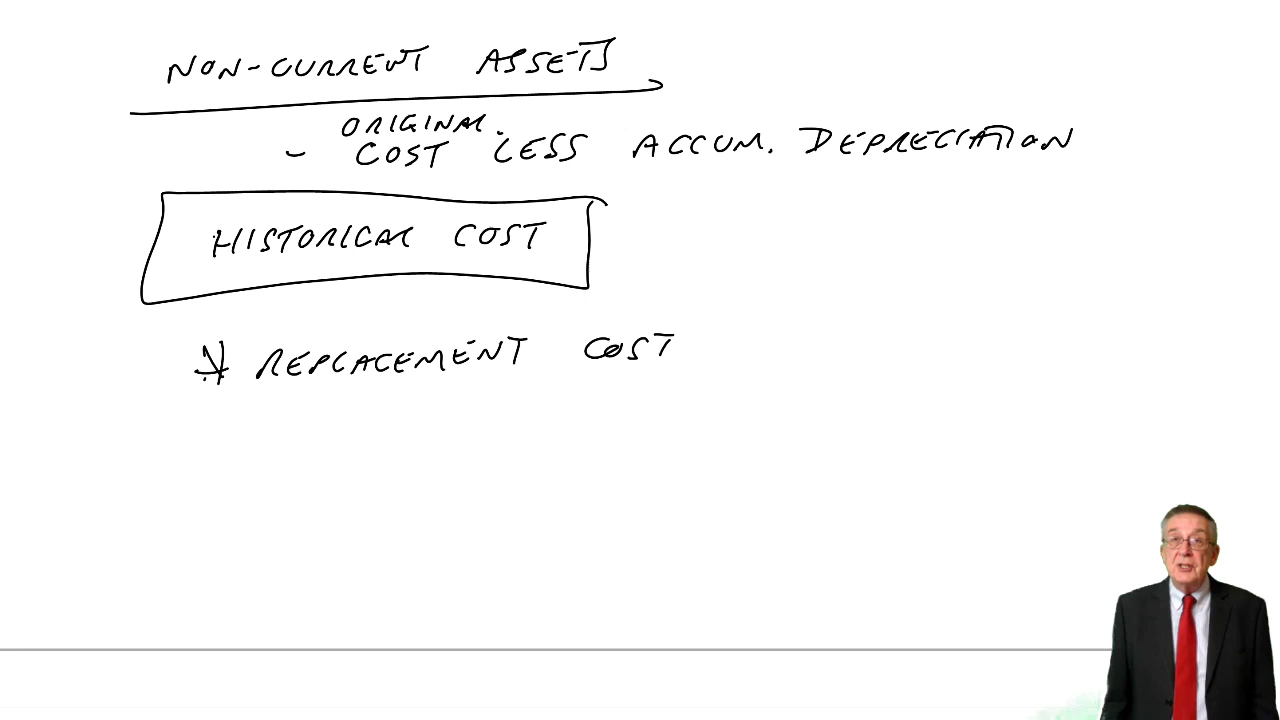 NON-CURRENT ASSETS
ORIGINAL
- COST LESS ACCUM. DEPRECIATION
HISTORICAL COST
* REPLACEMENT COST